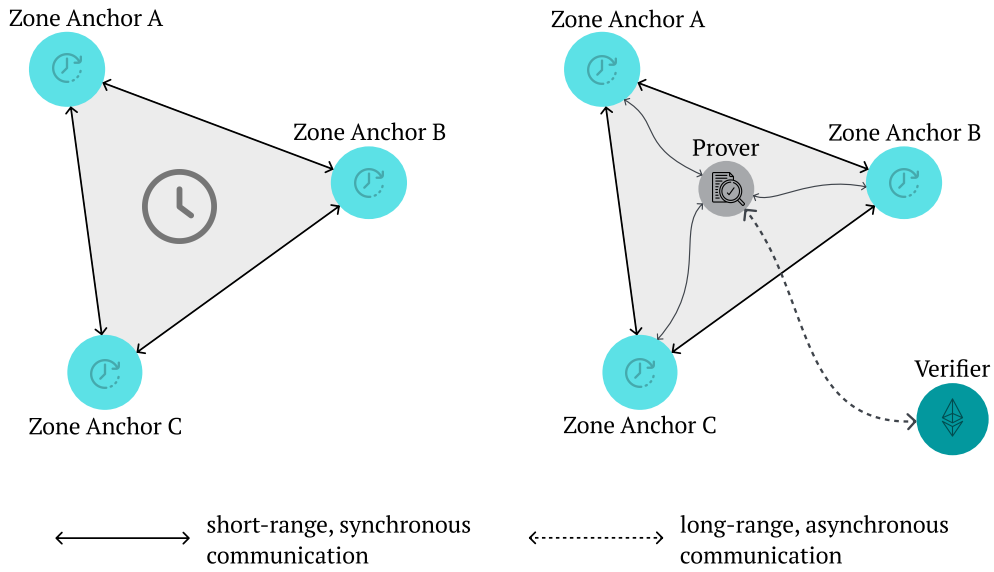 Zone Anchor A
Zone Anchor B
Zone Anchor C
Zone Anchor A
Zone Anchor B
Prover
Verifier
Zone Anchor C
short-range, synchronous
communication
long-range, asynchronous
communication